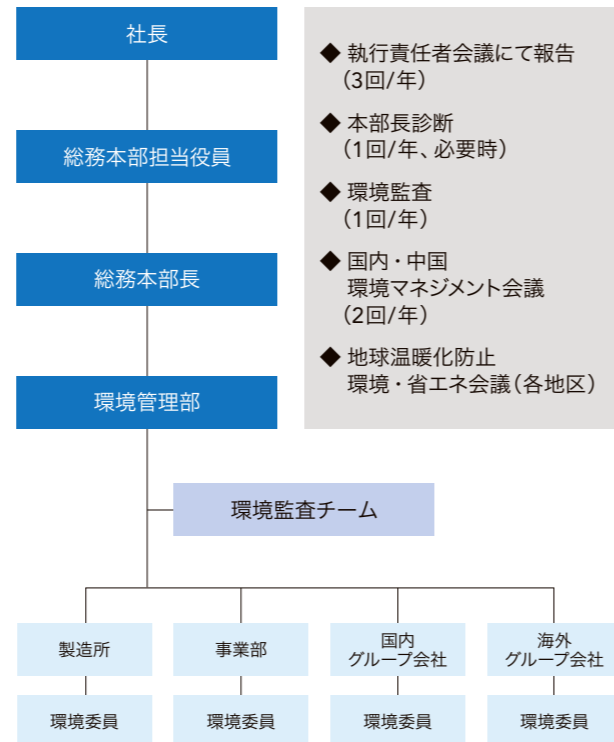 社長
総務本部担当役員
総務本部長
環境管理部
◆ 執行責任者会議にて報告
(3回/年)
◆ 本部長診断
(1回/年、必要時)
◆ 環境監査
(1回/年)
◆ 国内・中国
環境マネジメント会議
(2回/年)
◆ 地球温暖化防止
環境・省エネ会議(各地区)
環境監査チーム
製造所
事業部
国内
グループ会社
海外
グループ会社
環境委員
環境委員
環境委員
環境委員